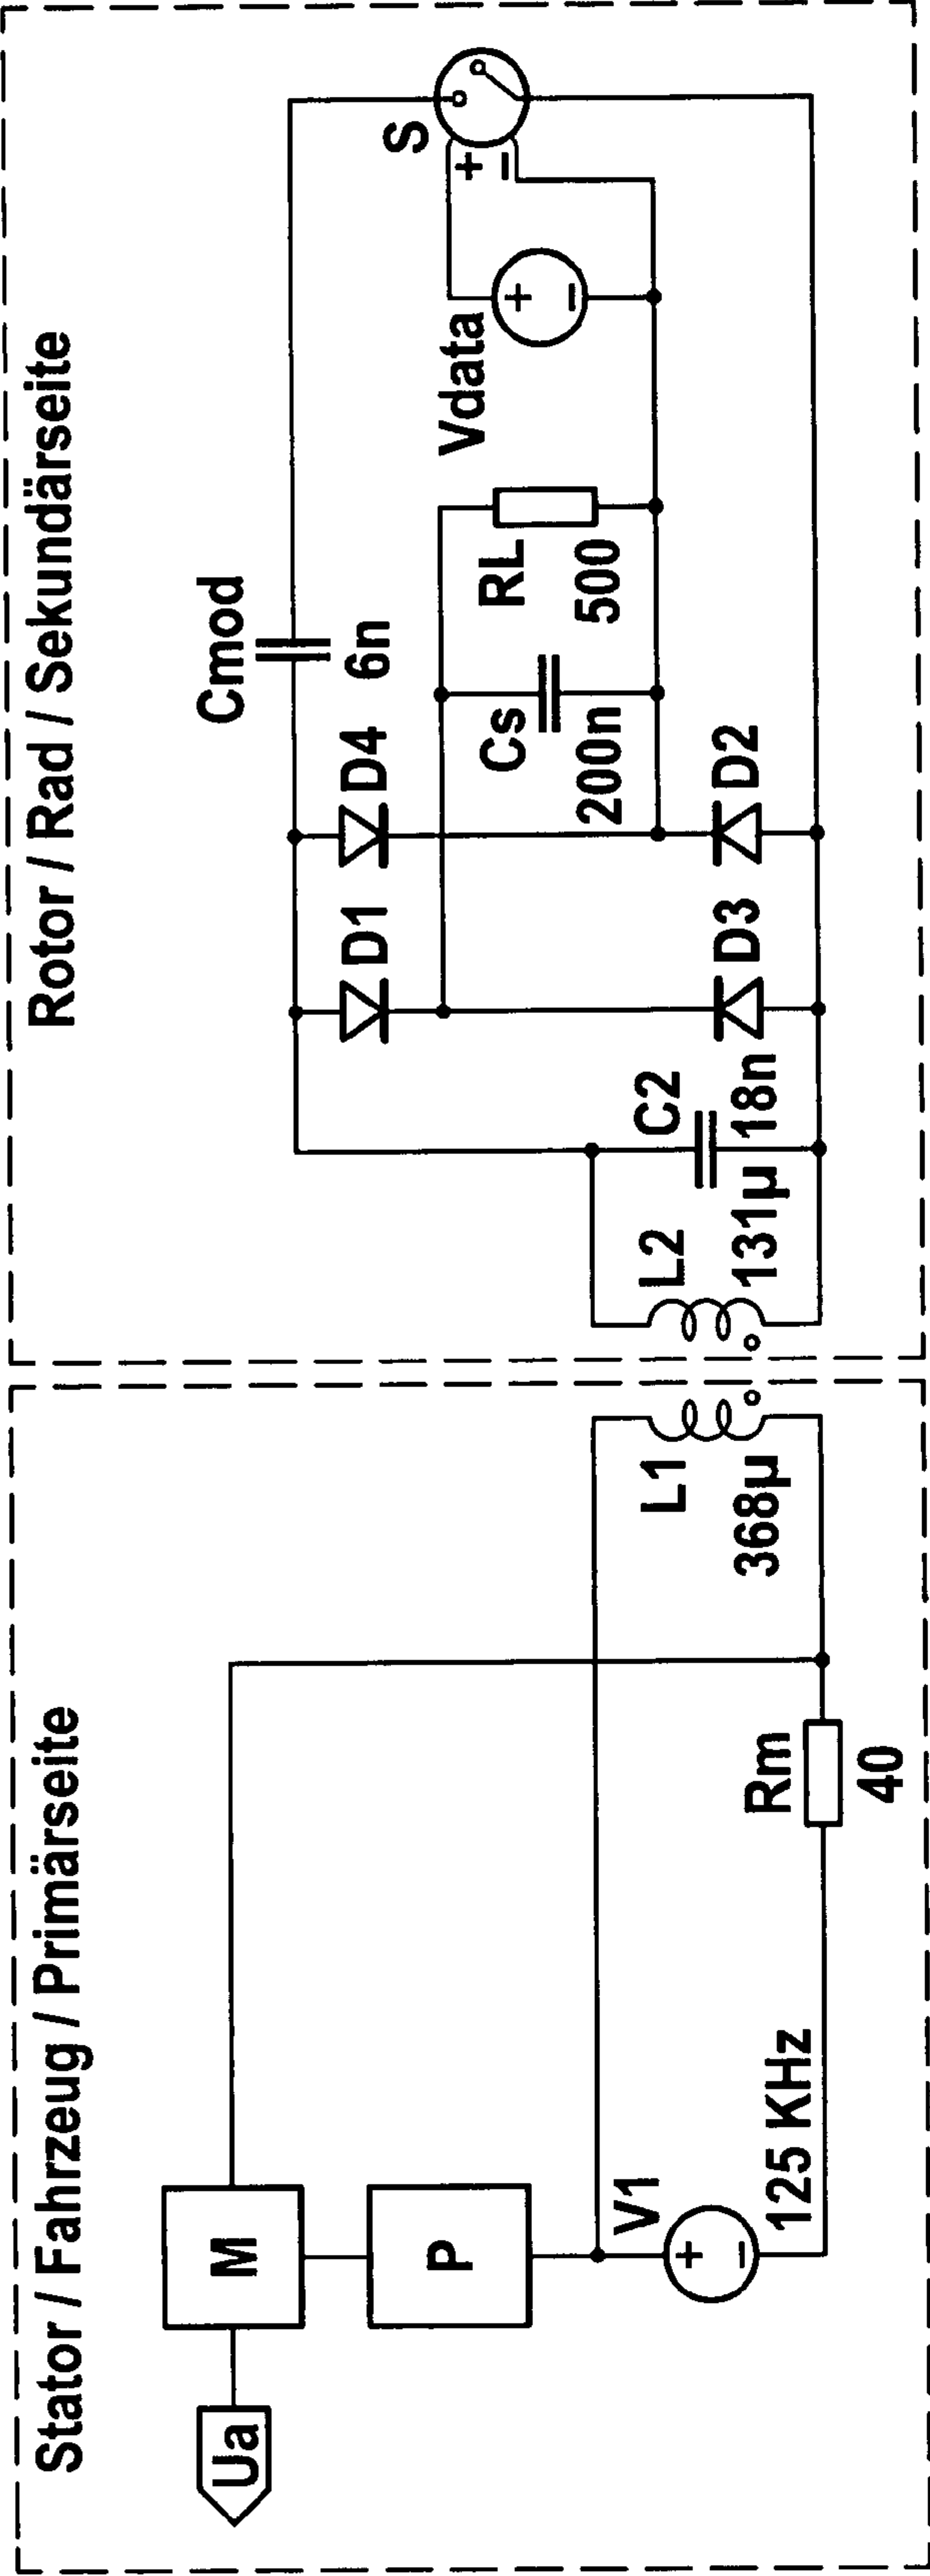 Stator / Fahrzeug / Primärseite
Ua
M
P
V1
125 KHz
Rm
40
L1
368µ
Rotor / Rad / Sekundärseite
L2
131µ
C2
18n
D1
D3
D4
D2
Cmod
6n
Cs
200n
RL
500
Vdata
S
+
−
+
−
+
−